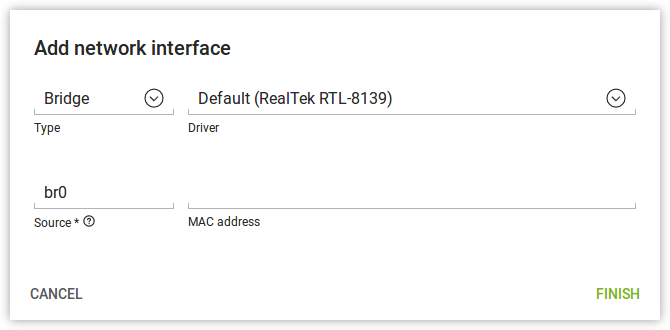 Add network interface
Bridge Default (RealTek RTL-8139)
Type Driver
br0
Source * ? MAC address
CANCEL FINISH